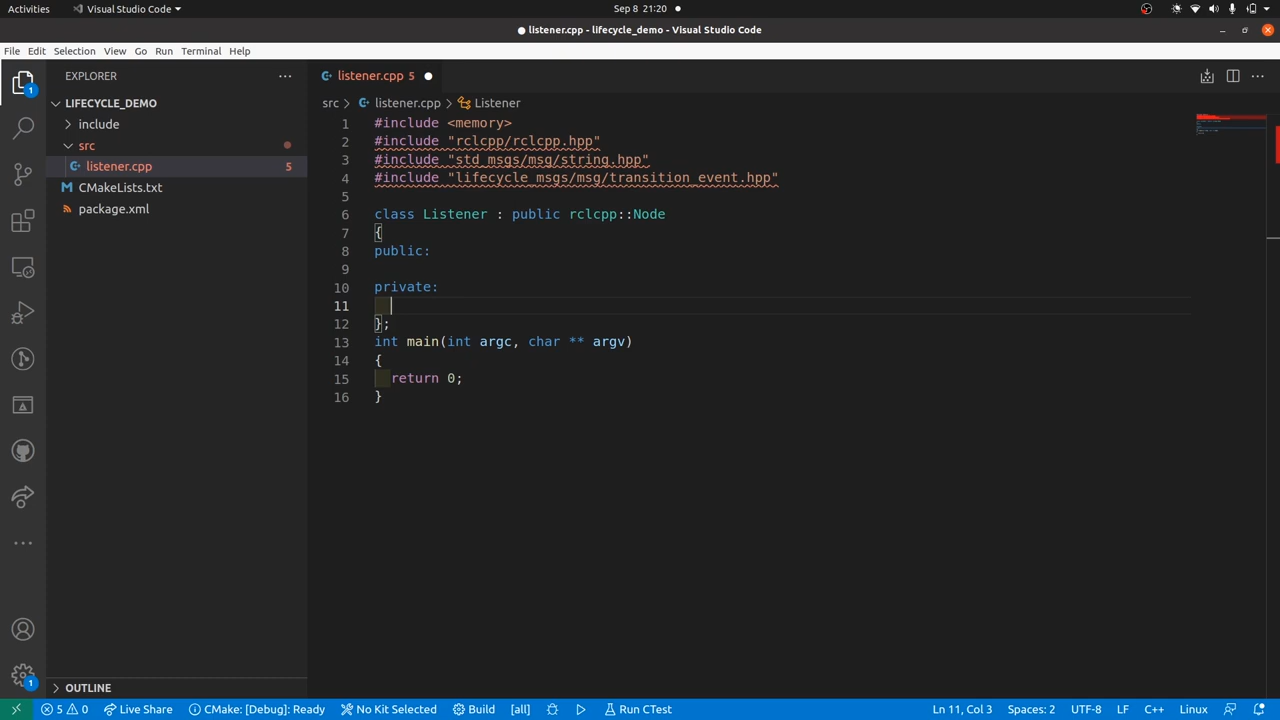 Activities
Visual Studio Code
Sep 8 21:20
listener.cpp - lifecycle_demo - Visual Studio Code
File Edit Selection View Go Run Terminal Help
EXPLORER
LIFECYCLE_DEMO
include
src
listener.cpp 5
CMakeLists.txt
package.xml
OUTLINE
1
1
listener.cpp 5
src > listener.cpp > Listener
1 #include <memory>
2 #include "rclcpp/rclcpp.hpp"
3 #include "std_msgs/msg/string.hpp"
4 #include "lifecycle_msgs/msg/transition_event.hpp"
5
6 class Listener : public rclcpp::Node
7 {
8 public:
9
10 private:
11
12 };
13 int main(int argc, char ** argv)
14 {
15 return 0;
16 }
5 0 Live Share CMake: [Debug]: Ready No Kit Selected Build [all] Run CTest Ln 11, Col 3 Spaces: 2 UTF-8 LF C++ Linux